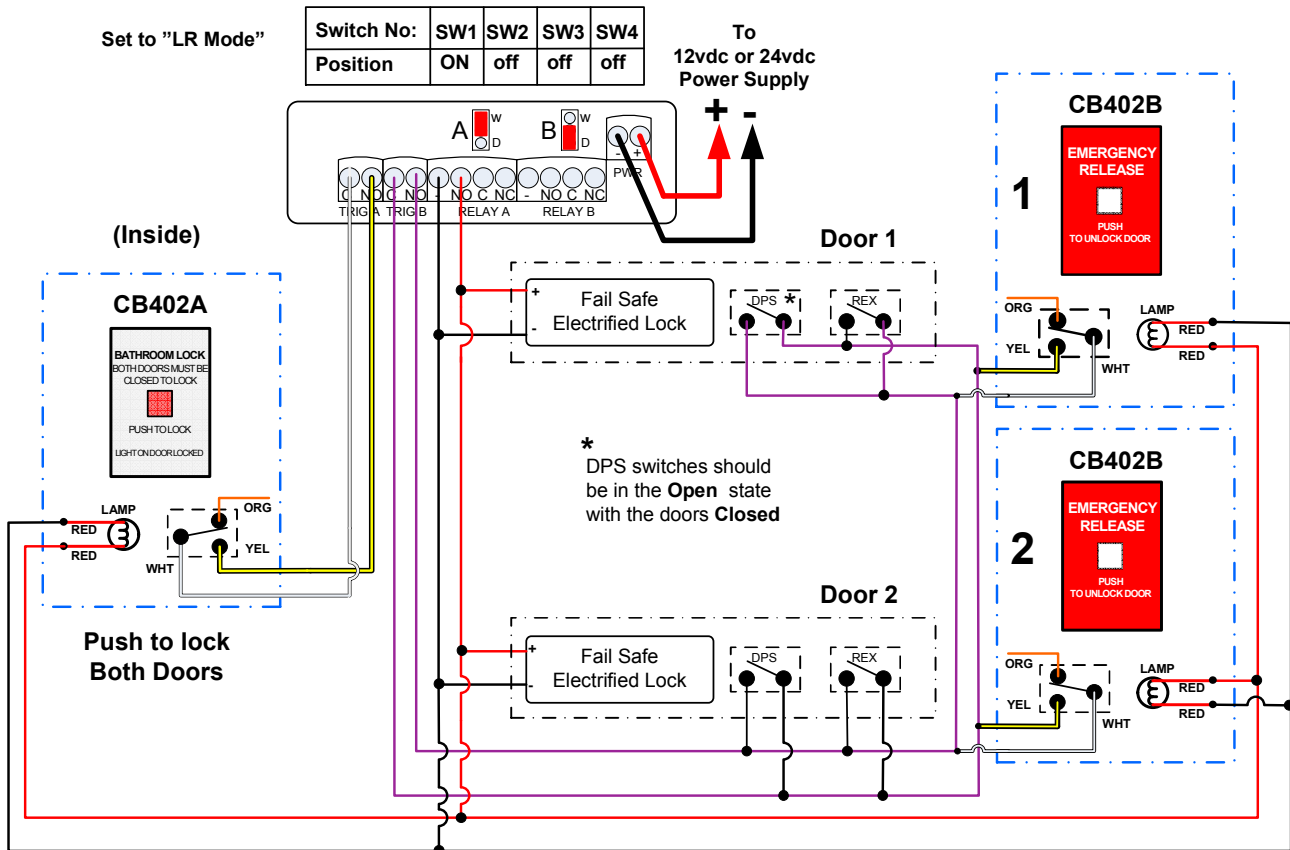 Set to "LR Mode"
Switch No: SW1 SW2 SW3 SW4
Position ON off off off
To
12vdc or 24vdc
Power Supply
+ -
A W D
B W D
- +
PWR
C NO C NO - NO C NC - NO C NC
TRIG A TRIG B RELAY A RELAY B
(Inside)
CB402A
BATHROOM LOCK
BOTH DOORS MUST BE
CLOSED TO LOCK
PUSH TO LOCK
LIGHT ON DOOR LOCKED
LAMP
RED
RED
ORG
YEL
WHT
Push to lock
Both Doors
Door 1
+
-
Fail Safe
Electrified Lock
DPS *
REX
*
DPS switches should
be in the Open state
with the doors Closed
Door 2
+
-
Fail Safe
Electrified Lock
DPS
REX
CB402B
1
EMERGENCY
RELEASE
PUSH
TO UNLOCK DOOR
ORG
YEL
WHT
LAMP
RED
RED
CB402B
2
EMERGENCY
RELEASE
PUSH
TO UNLOCK DOOR
ORG
YEL
WHT
LAMP
RED
RED